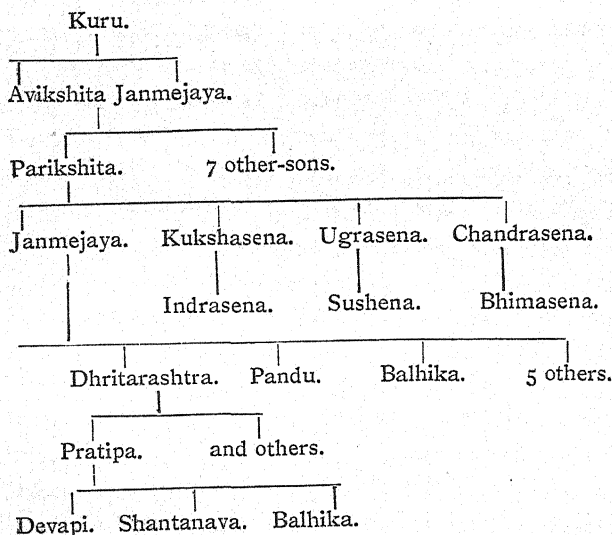 Kuru.
Avikshita Janmejaya.
Parikshita. 7 other-sons.
Janmejaya. Kukshasena. Ugrasena. Chandrasena.
Indrasena. Sushena. Bhimasena.
Dhritarashtra. Pandu. Balhika. 5 others.
Pratipa. and others.
Devapi. Shantanava. Balhika.